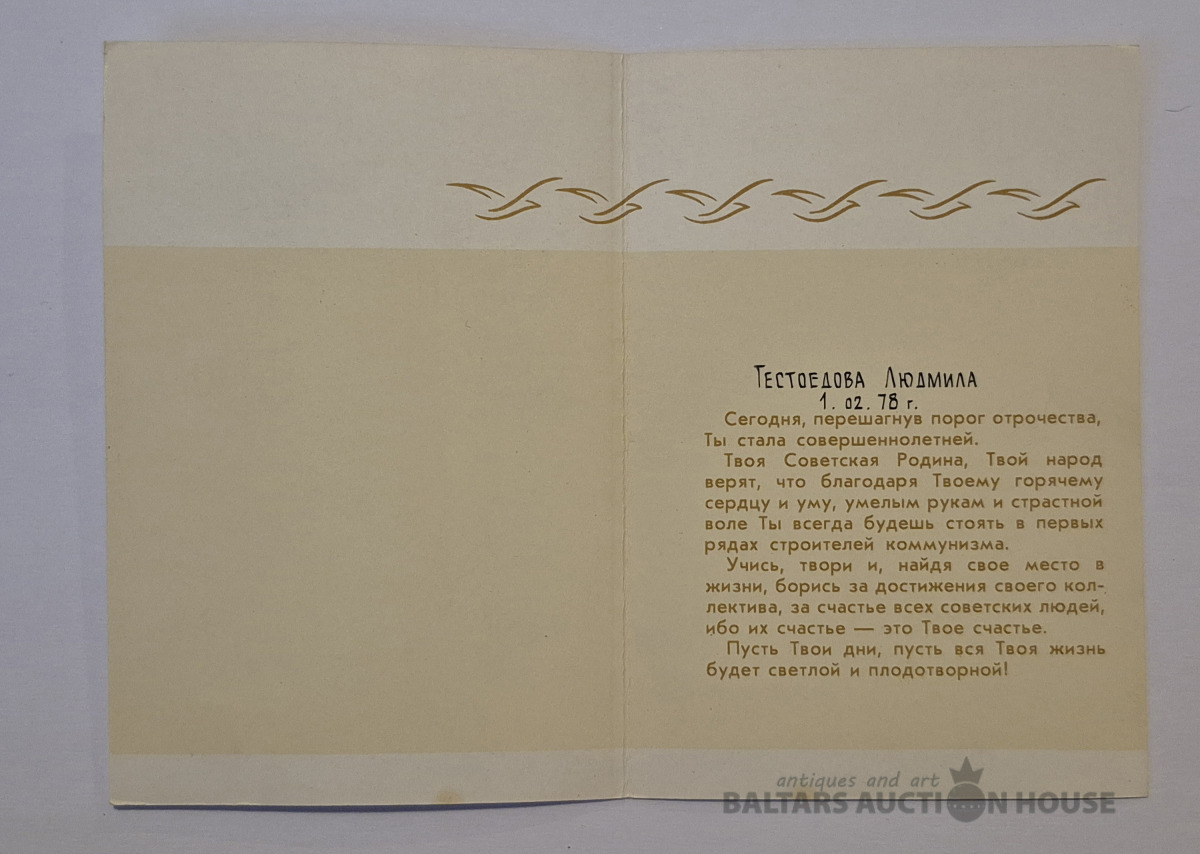 ТЕСТОЕДОВА ЛЮДМИЛА
1. 02. 78 г.
Сегодня, перешагнув порог отрочества,
Ты стала совершеннолетней.
Твоя Советская Родина, Твой народ
верят, что благодаря Твоему горячему
сердцу и уму, умелым рукам и страстной
воле Ты всегда будешь стоять в первых
рядах строителей коммунизма.
Учись, твори и, найдя свое место в
жизни, борись за достижения своего кол-
лектива, за счастье всех советских людей,
ибо их счастье — это Твое счастье.
Пусть Твои дни, пусть вся Твоя жизнь
будет светлой и плодотворной!
antiques and art
BALTARS AUCTION HOUSE